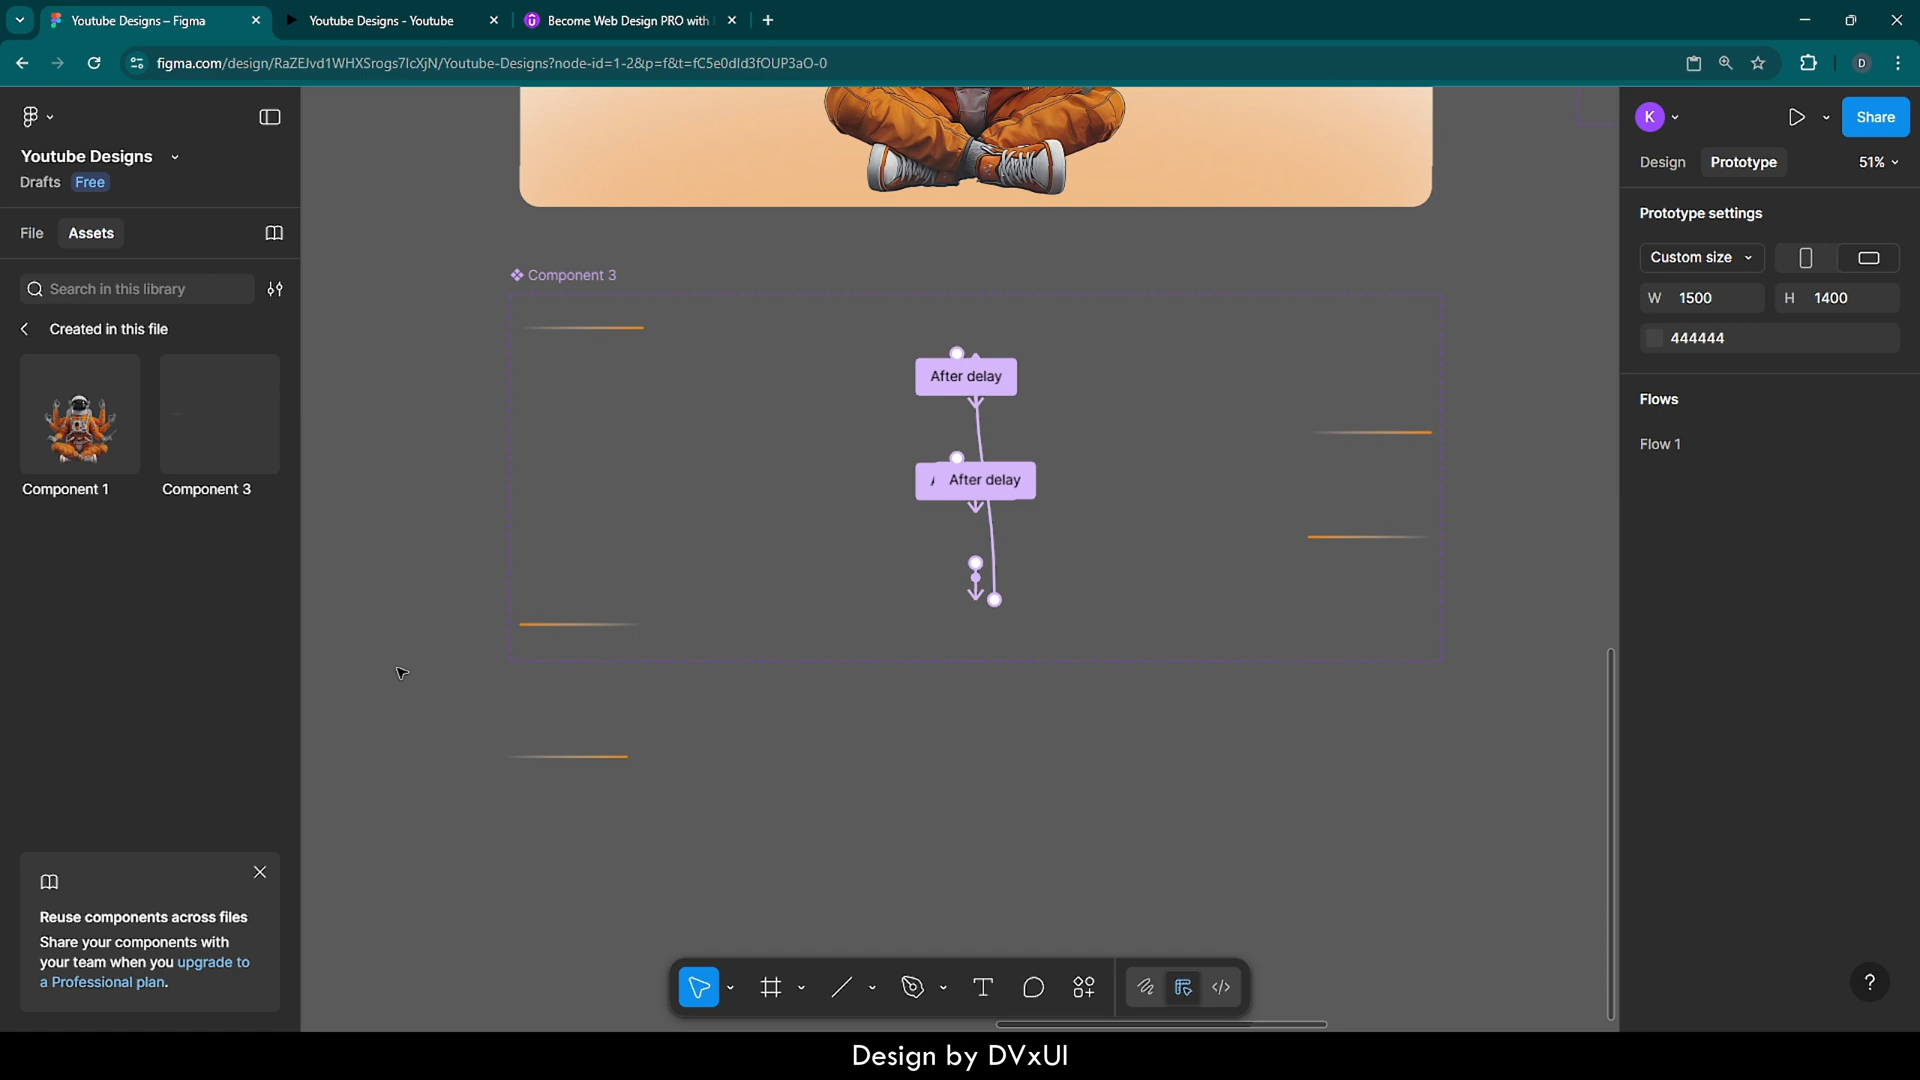 Youtube Designs – Figma
Youtube Designs - Youtube
Become Web Design PRO with
figma.com/design/RaZEJvd1WHXSrogs7lcXjN/Youtube-Designs?node-id=1-2&p=f&t=fC5e0dId3fOUP3aO-0
D
Youtube Designs
Drafts Free
File Assets
Search in this library
Created in this file
Component 1
Component 3
Reuse components across files
Share your components with
your team when you upgrade to
a Professional plan.
Component 3
After delay
After delay
K
Share
Design Prototype 51%
Prototype settings
Custom size
W 1500 H 1400
444444
Flows
Flow 1
?
Design by DVxUI